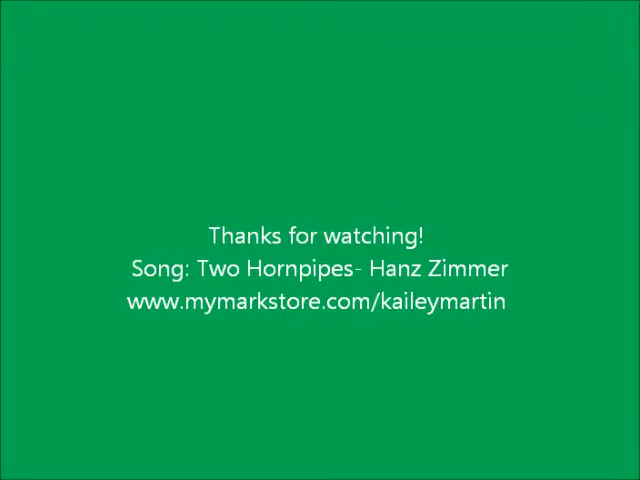 Thanks for watching!
Song: Two Hornpipes- Hanz Zimmer
www.mymarkstore.com/kaileymartin